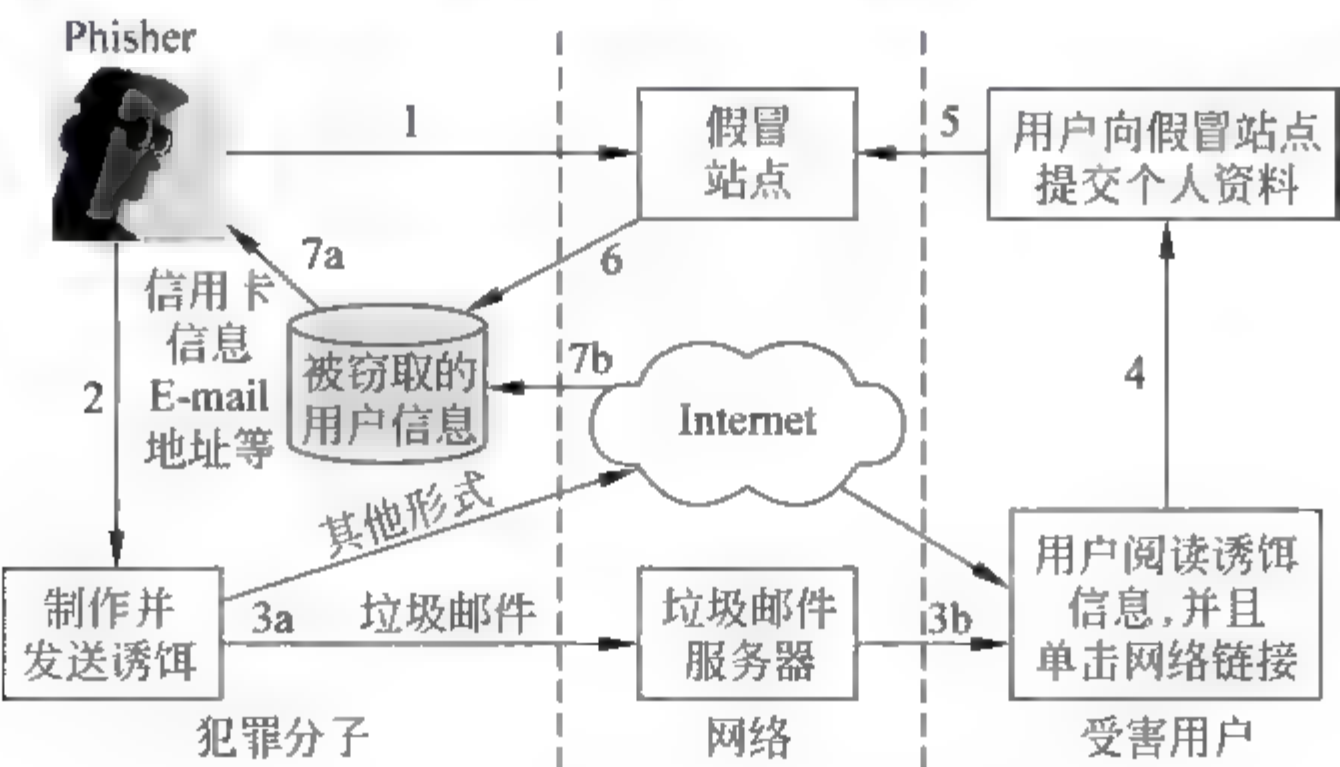 Phisher
1
假冒
站点
5
用户向假冒站点
提交个人资料
7a
6
信用卡
信息
E-mail
地址等
2
被窃取的
用户信息
7b
Internet
4
其他形式
制作并
发送诱饵
3a
垃圾邮件
垃圾邮件
服务器
3b
用户阅读诱饵
信息,并且
单击网络链接
犯罪分子
网络
受害用户